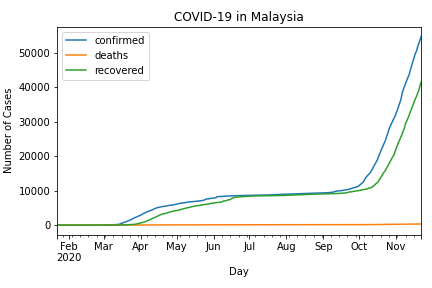 COVID-19 in Malaysia
confirmed
deaths
recovered
Number of Cases
50000
40000
30000
20000
10000
0
Feb Mar Apr May Jun Jul Aug Sep Oct Nov
2020
Day